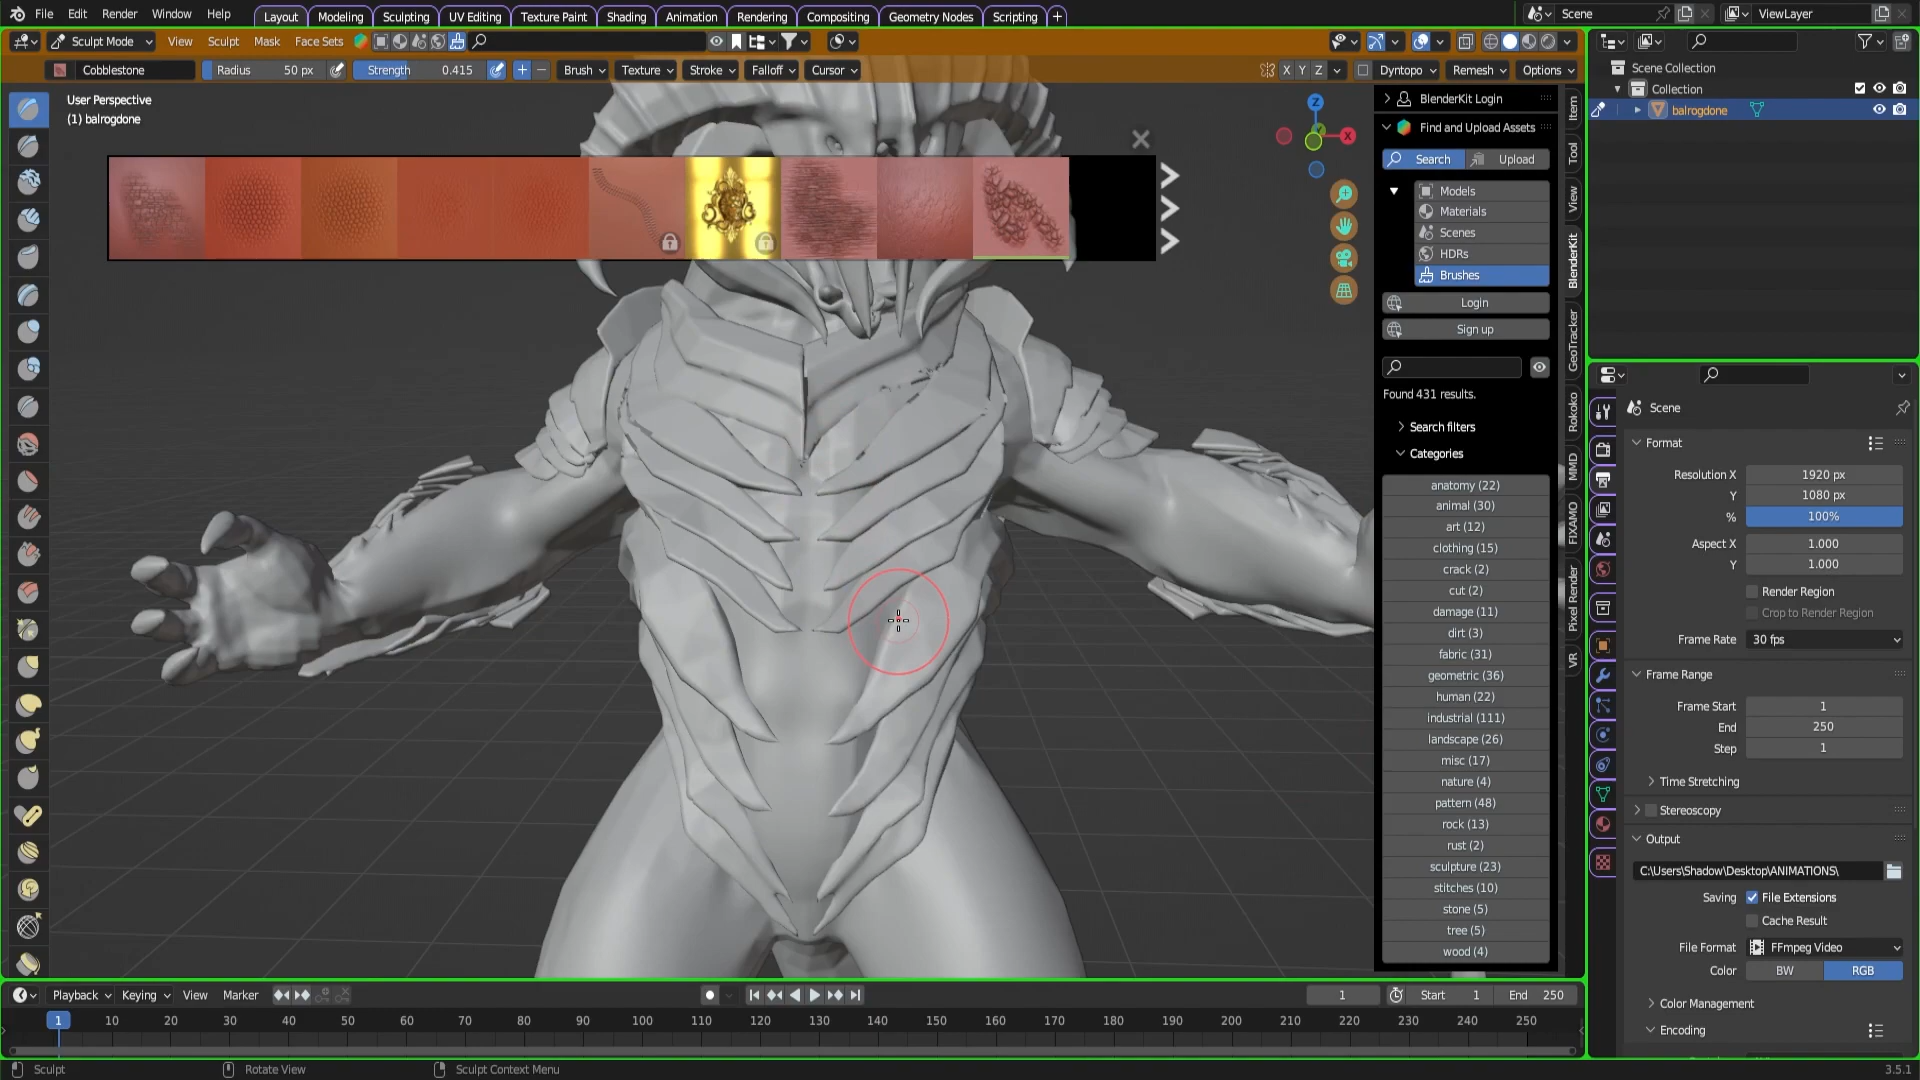 File Edit Render Window Help Layout Modeling Sculpting UV Editing Texture Paint Shading Animation Rendering Compositing Geometry Nodes Scripting + Scene ViewLayer
Sculpt Mode View Sculpt Mask Face Sets
Cobblestone Radius 50 px Strength 0.415 Brush Texture Stroke Falloff Cursor X Y Z Dyntopo Remesh Options
User Perspective
(1) balrogdone
Z
X
BlenderKit Login
Find and Upload Assets
Search Upload
Models
Materials
Scenes
HDRs
Brushes
Login
Sign up
Found 431 results.
Search filters
Categories
anatomy (22)
animal (30)
art (12)
clothing (15)
crack (2)
cut (2)
damage (11)
dirt (3)
fabric (31)
geometric (36)
human (22)
industrial (111)
landscape (26)
misc (17)
nature (4)
pattern (48)
rock (13)
rust (2)
sculpture (23)
stitches (10)
stone (5)
tree (5)
wood (4)
Item
Tool
View
BlenderKit
GeoTracker
Rokoko
MMD
FIXAMO
Pixel Render
VR
Scene Collection
Collection
balrogdone
Scene
Format
Resolution X 1920 px
Y 1080 px
% 100%
Aspect X 1.000
Y 1.000
Render Region
Crop to Render Region
Frame Rate 30 fps
Frame Range
Frame Start 1
End 250
Step 1
Time Stretching
Stereoscopy
Output
C:\Users\Shadow\Desktop\ANIMATIONS\
Saving File Extensions
Cache Result
File Format FFmpeg Video
Color BW RGB
Color Management
Encoding
Playback Keying View Marker 1 Start 1 End 250
1 10 20 30 40 50 60 70 80 90 100 110 120 130 140 150 160 170 180 190 200 210 220 230 240 250
Sculpt Rotate View Sculpt Context Menu 3.5.1